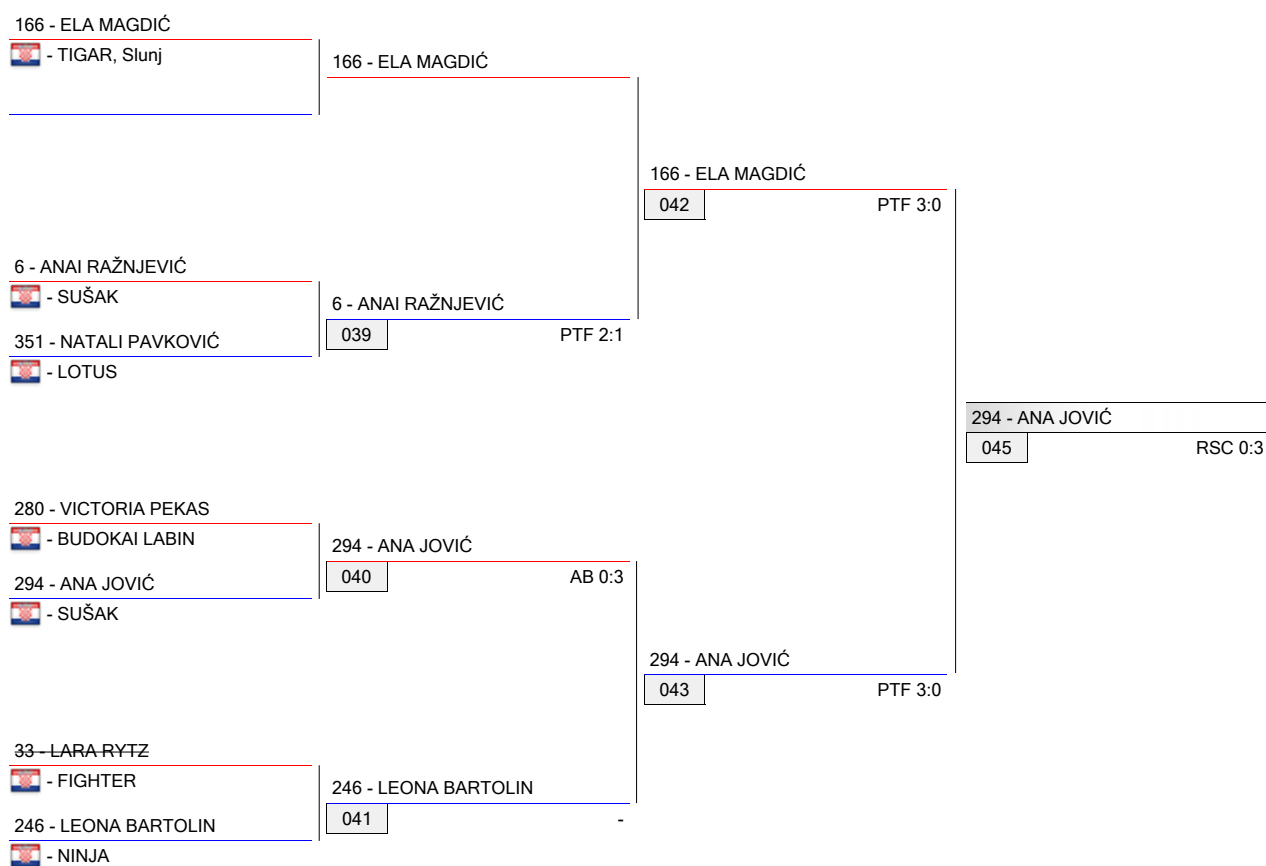 166 - ELA MAGDIĆ
- TIGAR, Slunj
166 - ELA MAGDIĆ
166 - ELA MAGDIĆ
042 PTF 3:0
6 - ANAI RAŽNJEVIĆ
- SUŠAK
6 - ANAI RAŽNJEVIĆ
039 PTF 2:1
351 - NATALI PAVKOVIĆ
- LOTUS
294 - ANA JOVIĆ
045 RSC 0:3
280 - VICTORIA PEKAS
- BUDOKAI LABIN
294 - ANA JOVIĆ
040 AB 0:3
294 - ANA JOVIĆ
- SUŠAK
294 - ANA JOVIĆ
043 PTF 3:0
33 - LARA RYTZ
- FIGHTER
246 - LEONA BARTOLIN
041 -
246 - LEONA BARTOLIN
- NINJA